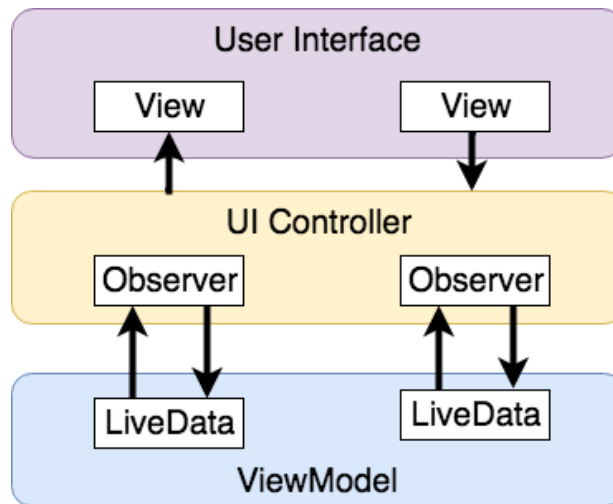 User Interface
View
View
UI Controller
Observer
Observer
LiveData
LiveData
ViewModel